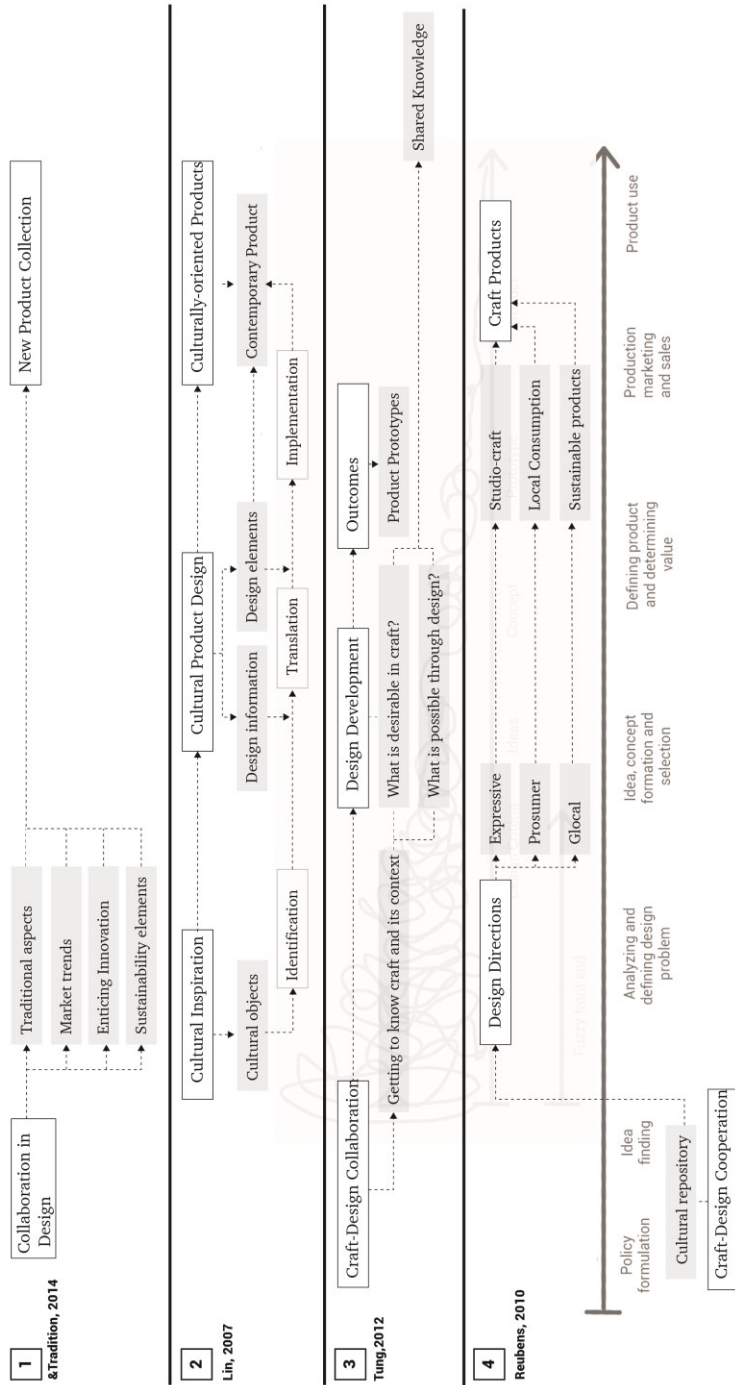 1
&Tradition, 2014
Collaboration in
Design
Traditional aspects
Market trends
Enticing Innovation
Sustainability elements
New Product Collection
2
Lin, 2007
Cultural Inspiration
Cultural Product Design
Culturally-oriented Products
Cultural objects
Design information
Design elements
Contemporary Product
Identification
Translation
Implementation
3
Tung,2012
Craft-Design Collaboration
Design Development
Outcomes
Getting to know craft and its context
What is desirable in craft?
What is possible through design?
Product Prototypes
Shared Knowledge
4
Reubens, 2010
Design Directions
Expressive
Prosumer
Glocal
Studio-craft
Local Consumption
Sustainable products
Craft Products
Fuzzy front end
Ideas
Concept
Prototype
Policy
formulation
Idea
finding
Analyzing and
defining design
problem
Idea, concept
formation and
selection
Defining product
and determining
value
Production
marketing
and sales
Product use
Cultural repository
Craft-Design Cooperation